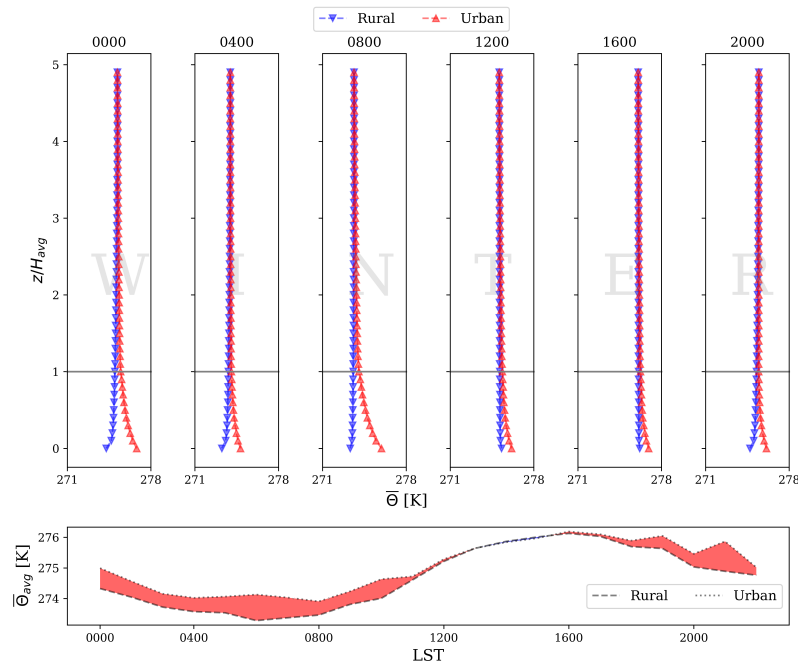 Rural Urban
0000 0400 0800 1200 1600 2000
5
4
3
2
1
0
z/H_avg
W I N T E R
271 278 271 278 271 278 271 278 271 278 271 278
Θ̅ [K]
276
275
274
Θ̅_avg [K]
Rural Urban
0000 0400 0800 1200 1600 2000
LST